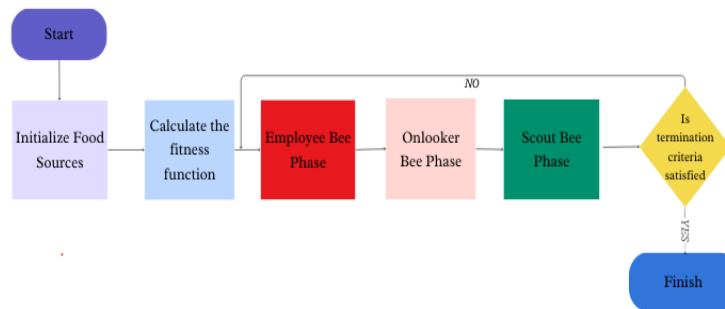 Start
NO
Initialize Food
Sources
Calculate the
fitness
function
Employee Bee
Phase
Onlooker
Bee Phase
Scout Bee
Phase
Is
termination
criteria
satisfied
YES
Finish